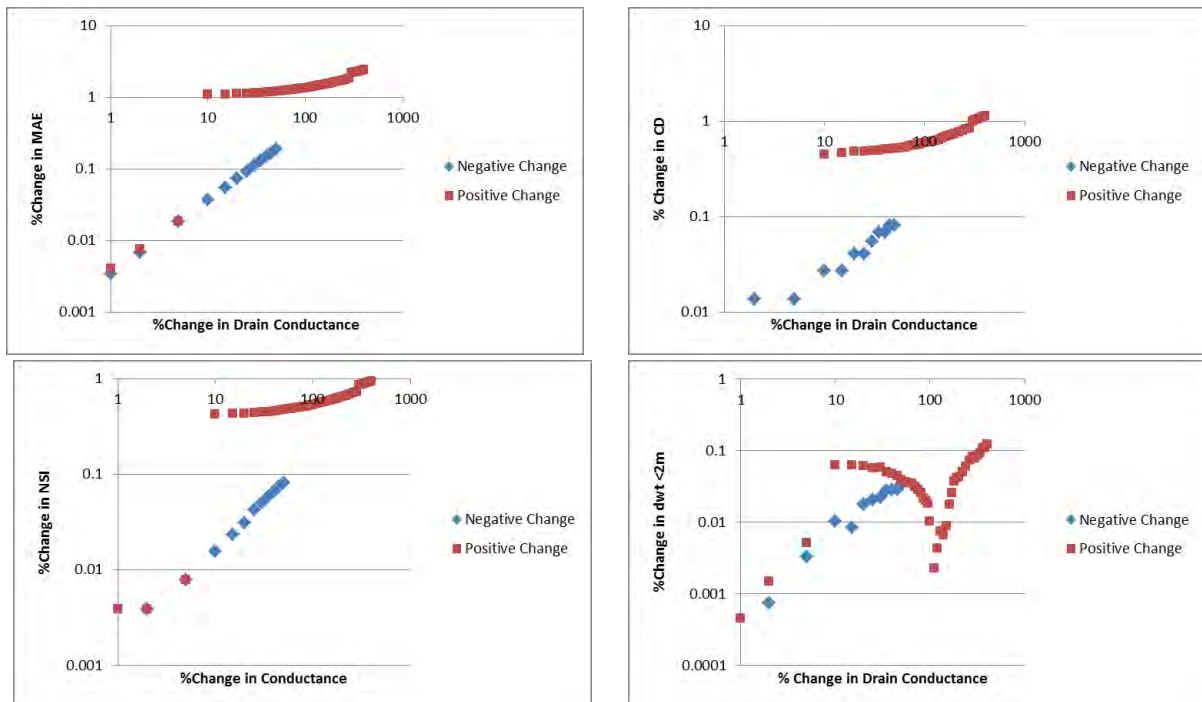 10
1
1
10
100
1000
0.1
0.01
0.001
%Change in MAE
%Change in Drain Conductance
Negative Change
Positive Change
10
1
1
10
100
1000
0.1
0.01
% Change in CD
%Change in Drain Conductance
Negative Change
Positive Change
1
1
10
100
1000
0.1
0.01
0.001
%Change in NSI
%Change in Conductance
Negative Change
Positive Change
1
1
10
100
1000
0.1
0.01
0.001
0.0001
%Change in dwt <2m
% Change in Drain Conductance
Negative Change
Positive Change